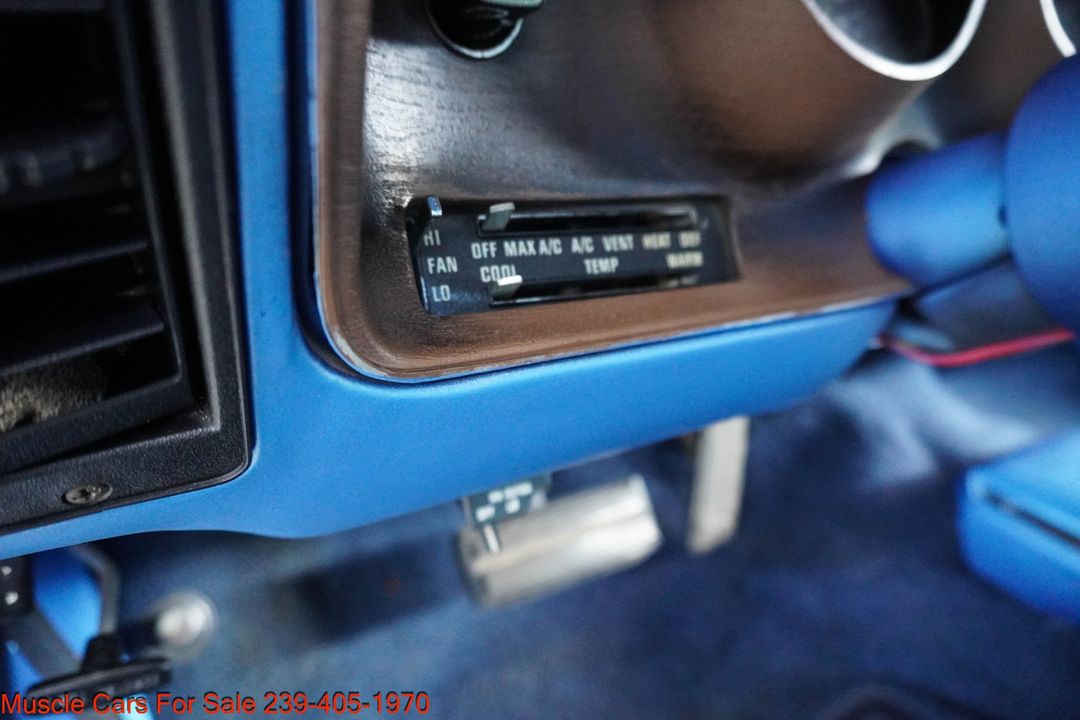 HI
OFF MAX A/C A/C VENT HEAT DEF
FAN
COOL TEMP WARM
LO
Muscle Cars For Sale 239-405-1970